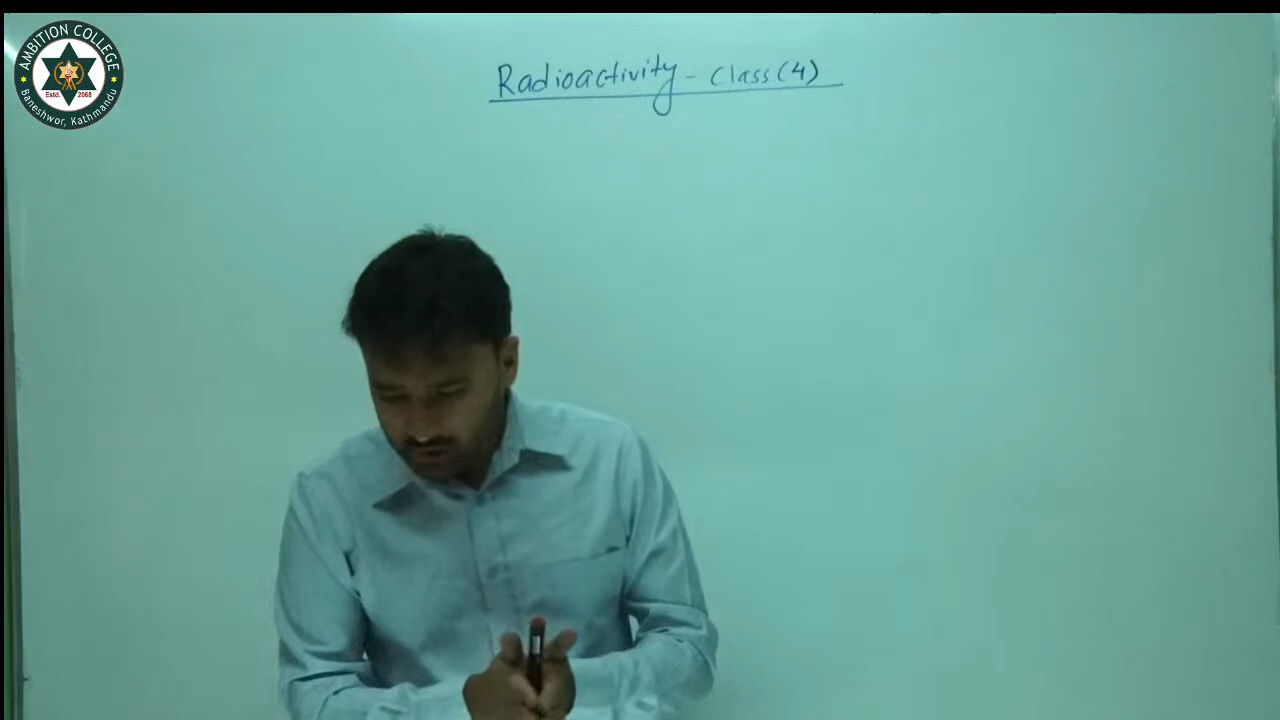 AMBITION COLLEGE
Estd. 2068
Baneshwor, Kathmandu
Radioactivity - Class (4)